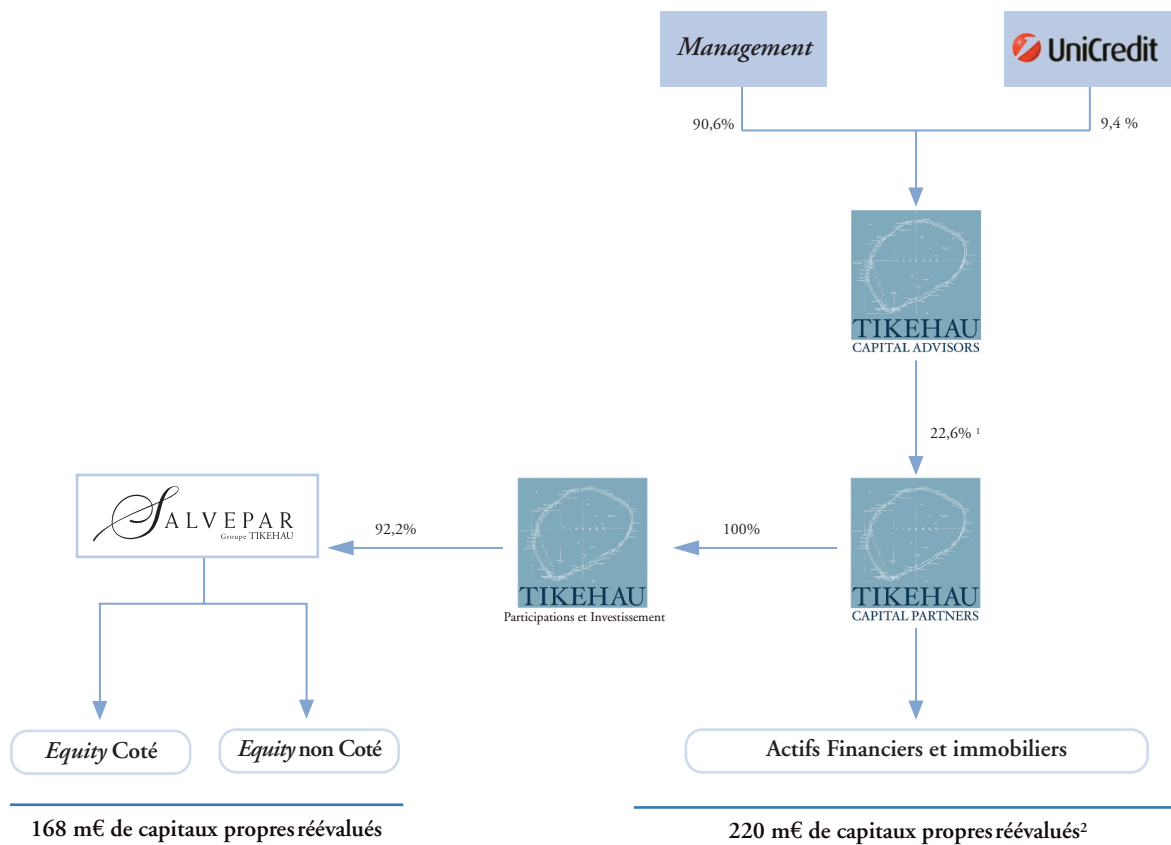 Management
UniCredit
90,6%
9,4 %
TIKEHAU
CAPITAL ADVISORS
22,6% ¹
SALVEPAR
Groupe TIKEHAU
92,2%
TIKEHAU
Participations et Investissement
100%
TIKEHAU
CAPITAL PARTNERS
Equity Coté
Equity non Coté
Actifs Financiers et immobiliers
168 m€ de capitaux propres réévalués
220 m€ de capitaux propres réévalués²